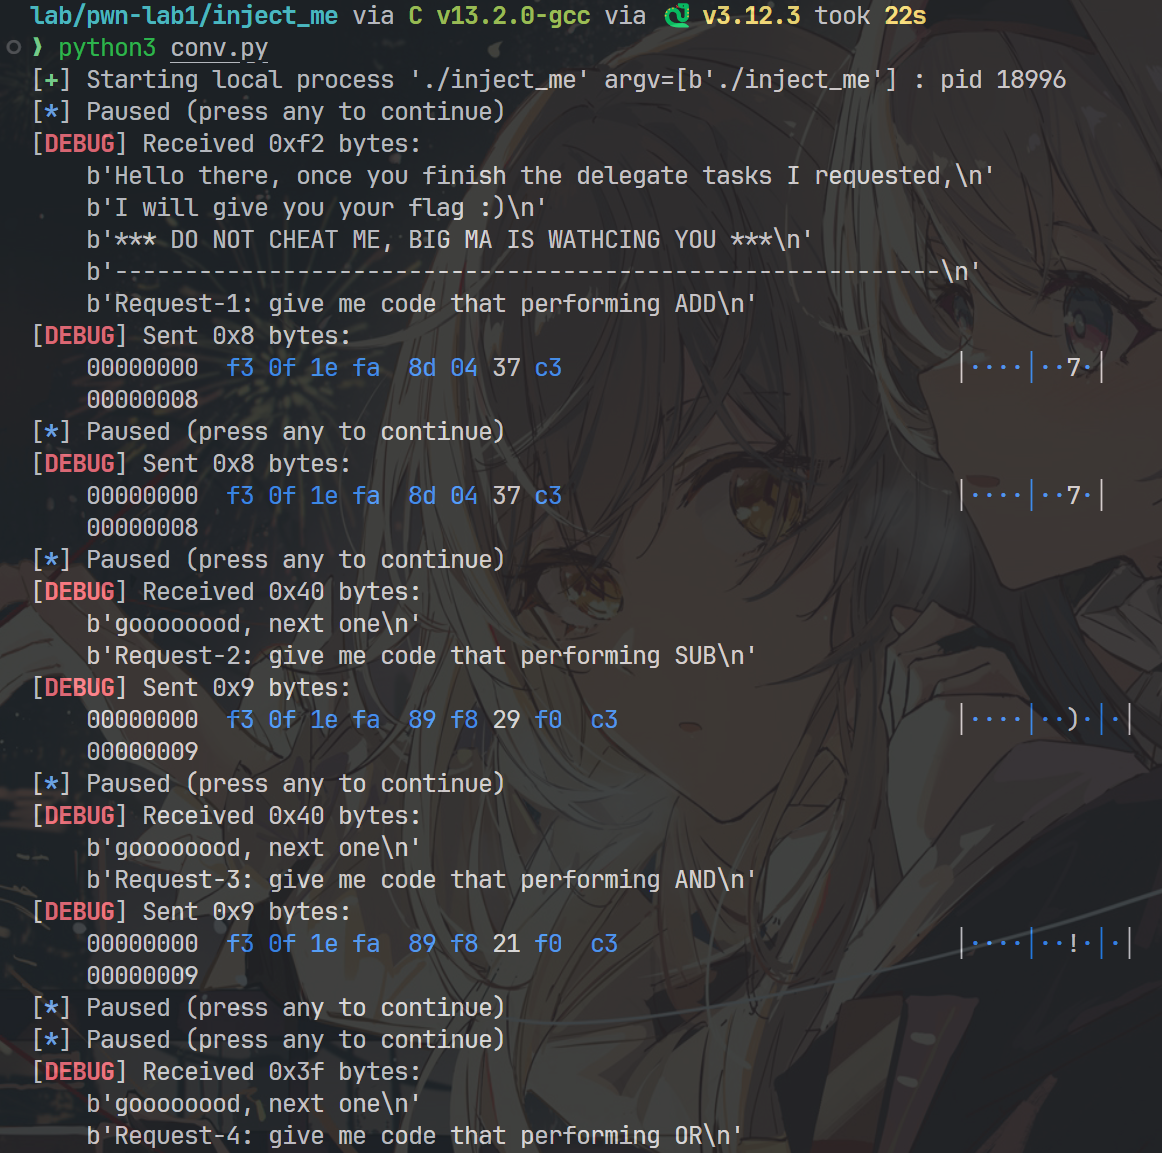 lab/pwn-lab1/inject_me via C v13.2.0-gcc via v3.12.3 took 22s
❯ python3 conv.py
[+] Starting local process './inject_me' argv=[b'./inject_me'] : pid 18996
[*] Paused (press any to continue)
[DEBUG] Received 0xf2 bytes:
b'Hello there, once you finish the delegate tasks I requested,\n'
b'I will give you your flag :)\n'
b'*** DO NOT CHEAT ME, BIG MA IS WATHCING YOU ***\n'
b'-----------------------------------------------------------\n'
b'Request-1: give me code that performing ADD\n'
[DEBUG] Sent 0x8 bytes:
00000000  f3 0f 1e fa  8d 04 37 c3 │····│··7·│
00000008
[*] Paused (press any to continue)
[DEBUG] Sent 0x8 bytes:
00000000  f3 0f 1e fa  8d 04 37 c3 │····│··7·│
00000008
[*] Paused (press any to continue)
[DEBUG] Received 0x40 bytes:
b'goooooood, next one\n'
b'Request-2: give me code that performing SUB\n'
[DEBUG] Sent 0x9 bytes:
00000000  f3 0f 1e fa  89 f8 29 f0  c3 │····│··)·│·│
00000009
[*] Paused (press any to continue)
[DEBUG] Received 0x40 bytes:
b'goooooood, next one\n'
b'Request-3: give me code that performing AND\n'
[DEBUG] Sent 0x9 bytes:
00000000  f3 0f 1e fa  89 f8 21 f0  c3 │····│··!·│·│
00000009
[*] Paused (press any to continue)
[*] Paused (press any to continue)
[DEBUG] Received 0x3f bytes:
b'goooooood, next one\n'
b'Request-4: give me code that performing OR\n'